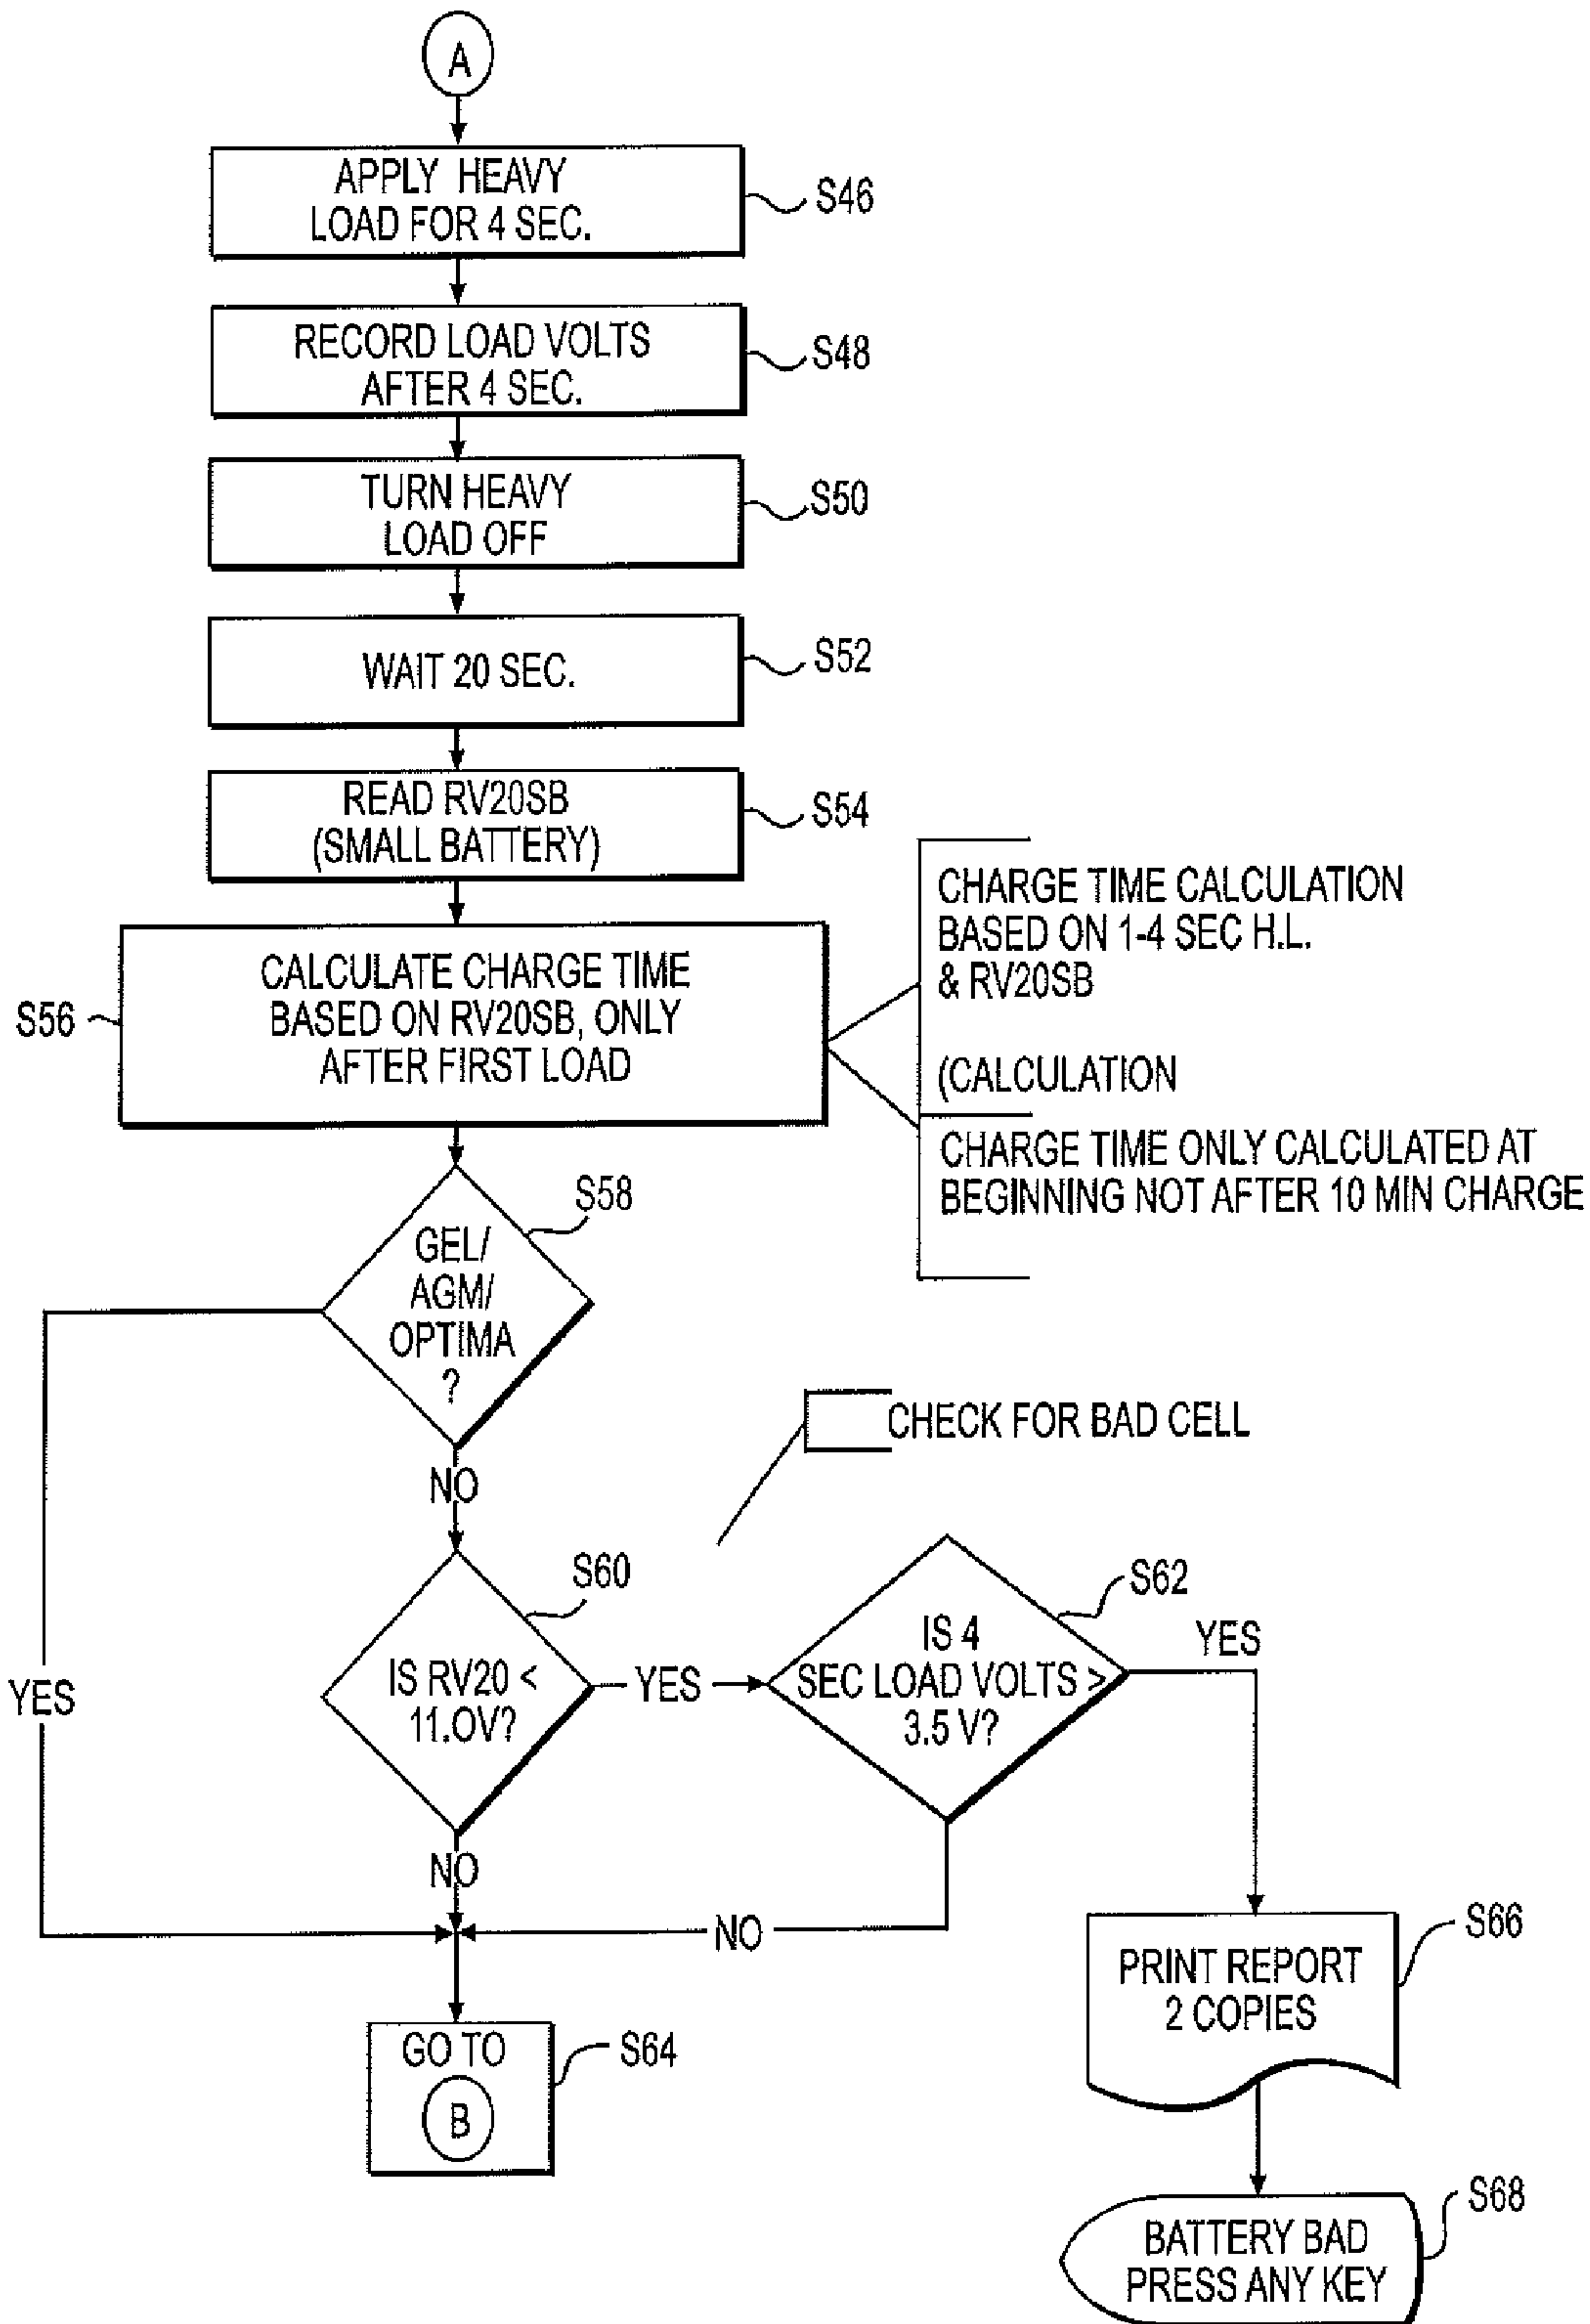 A
APPLY HEAVY
LOAD FOR 4 SEC.
S46
RECORD LOAD VOLTS
AFTER 4 SEC.
S48
TURN HEAVY
LOAD OFF
S50
WAIT 20 SEC.
S52
READ RV20SB
(SMALL BATTERY)
S54
CALCULATE CHARGE TIME
BASED ON RV20SB, ONLY
AFTER FIRST LOAD
S56
CHARGE TIME CALCULATION
BASED ON 1-4 SEC H.L.
& RV20SB
(CALCULATION
CHARGE TIME ONLY CALCULATED AT
BEGINNING NOT AFTER 10 MIN CHARGE
S58
GEL/
AGM/
OPTIMA
?
YES
NO
CHECK FOR BAD CELL
S60
IS RV20 <
11.OV?
YES
NO
S62
IS 4
SEC LOAD VOLTS >
3.5 V?
YES
NO
GO TO
B
S64
PRINT REPORT
2 COPIES
S66
BATTERY BAD
PRESS ANY KEY
S68